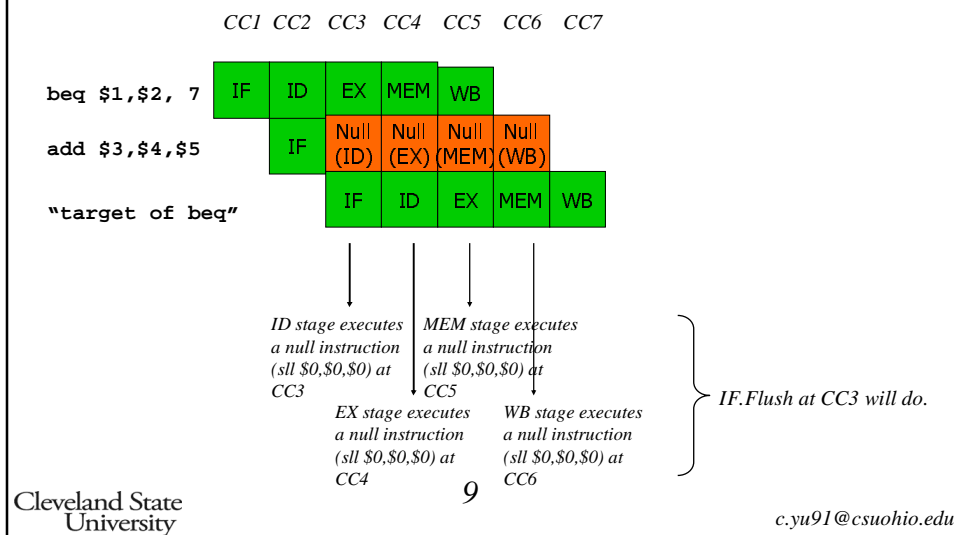 CC1 CC2 CC3 CC4 CC5 CC6 CC7
beq $1,$2, 7 IF ID EX MEM WB
add $3,$4,$5 IF Null (ID) Null (EX) Null (MEM) Null (WB)
"target of beq" IF ID EX MEM WB
ID stage executes
a null instruction
(sll $0,$0,$0) at
CC3
MEM stage executes
a null instruction
(sll $0,$0,$0) at
CC5
EX stage executes
a null instruction
(sll $0,$0,$0) at
CC4
WB stage executes
a null instruction
(sll $0,$0,$0) at
CC6
IF.Flush at CC3 will do.
Cleveland State
University
9
c.yu91@csuohio.edu